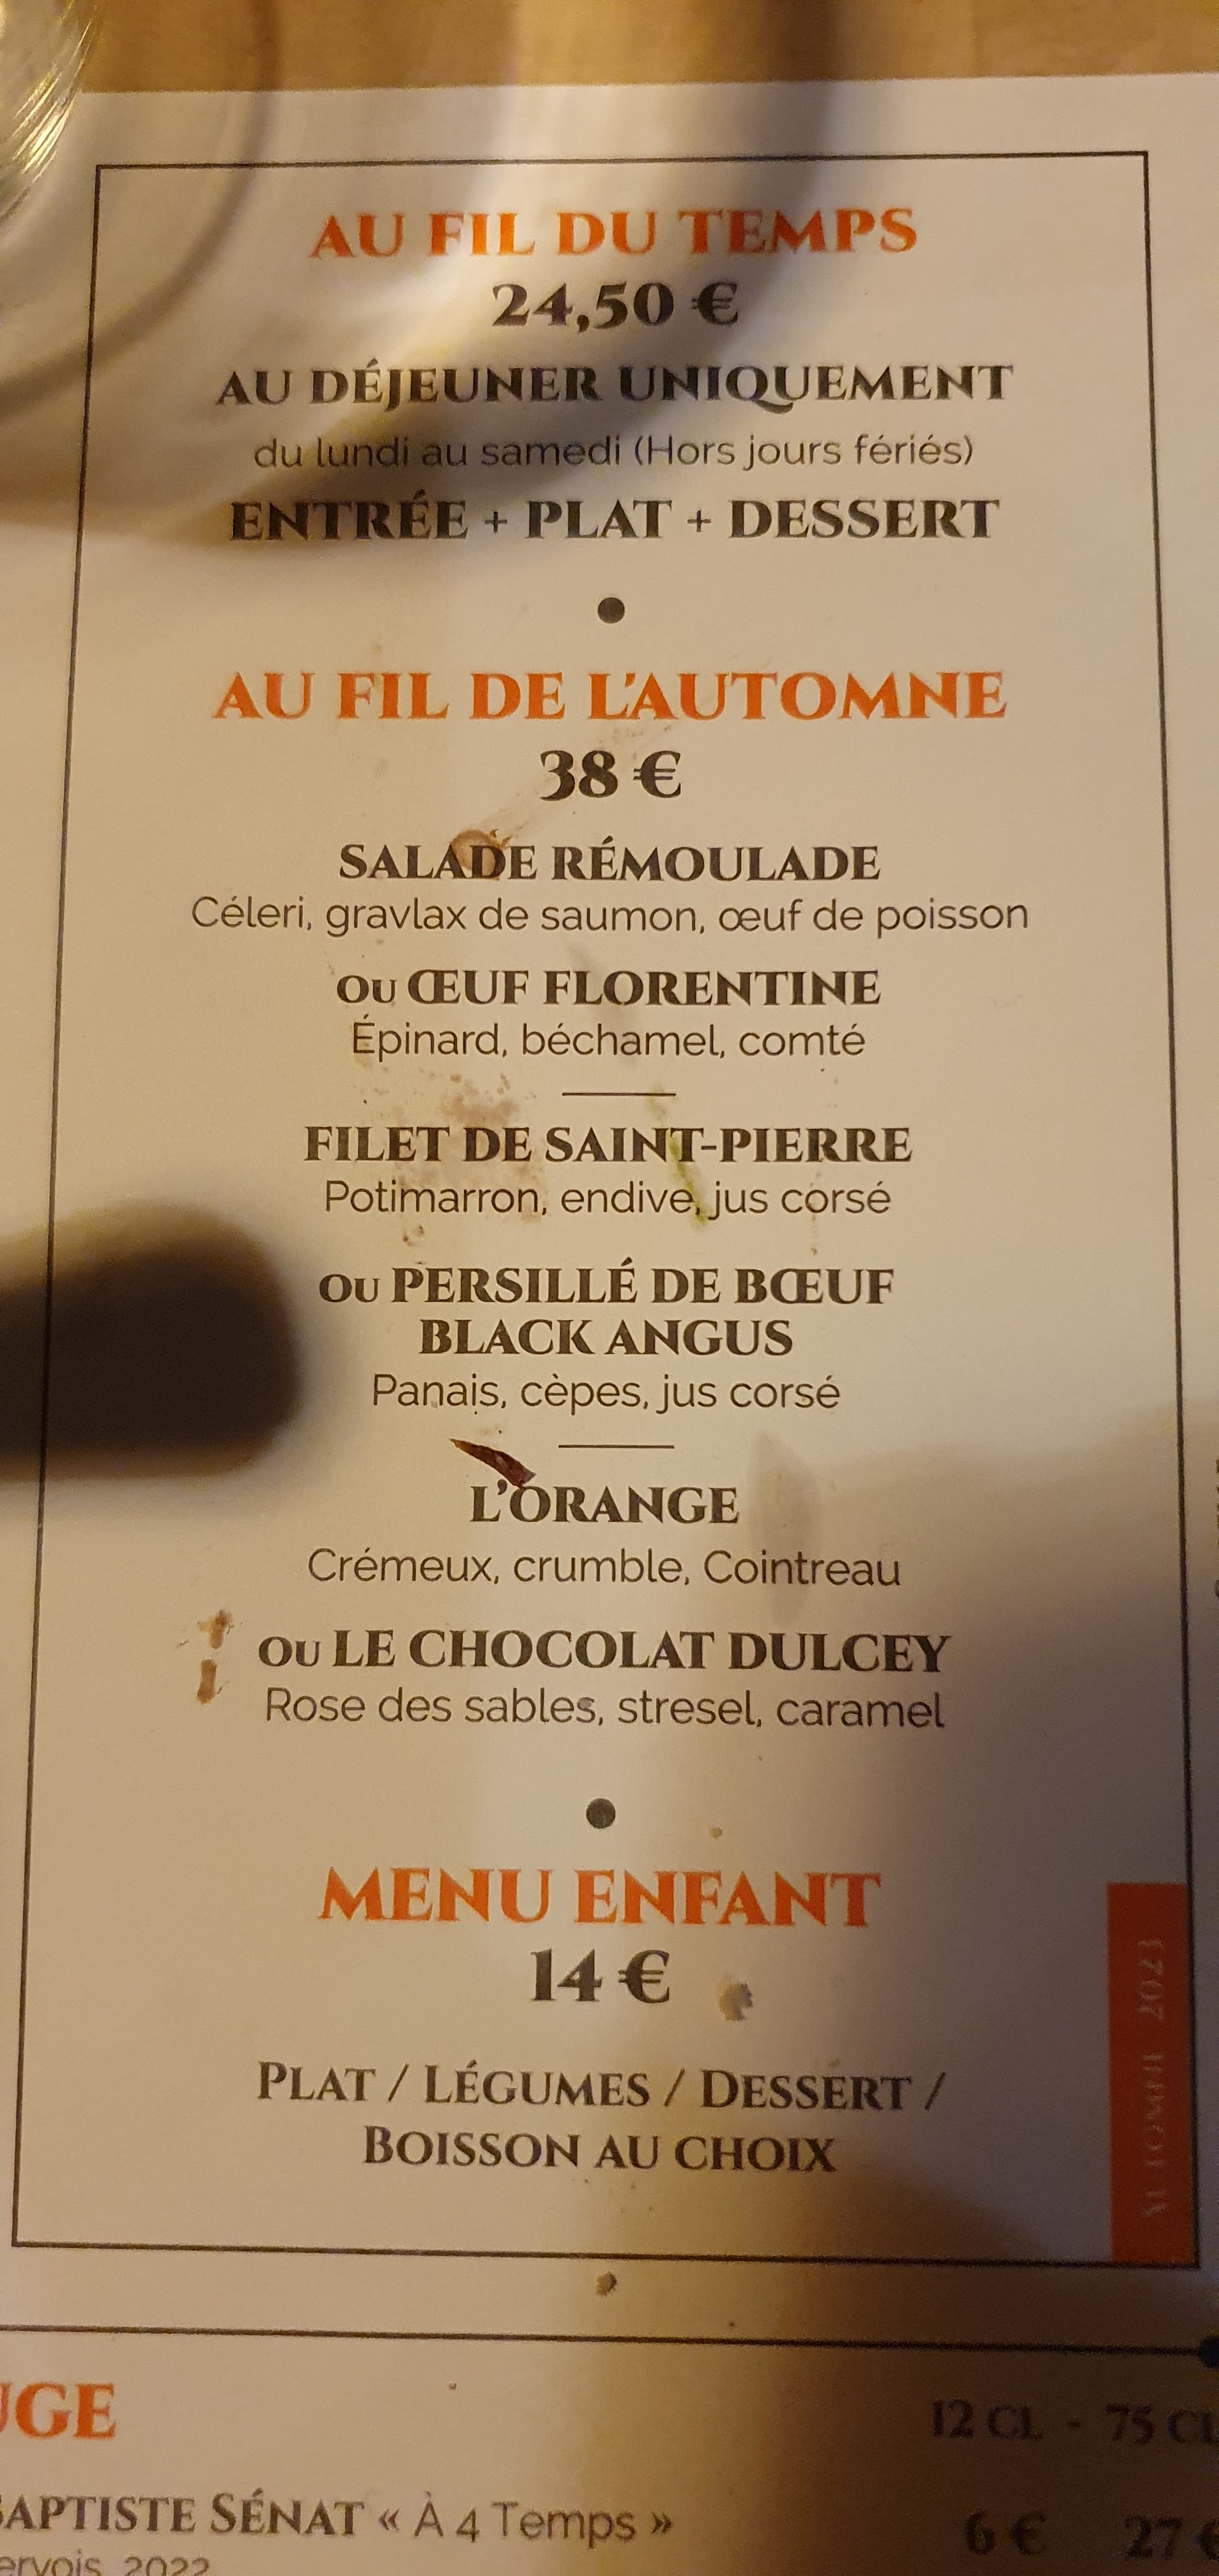 AU FIL DU TEMPS
24,50 €
AU DÉJEUNER UNIQUEMENT
du lundi au samedi (Hors jours fériés)
ENTRÉE + PLAT + DESSERT
•
AU FIL DE L'AUTOMNE
38 €
SALADE RÉMOULADE
Céleri, gravlax de saumon, œuf de poisson
OU ŒUF FLORENTINE
Épinard, béchamel, comté
FILET DE SAINT-PIERRE
Potimarron, endive, jus corsé
OU PERSILLÉ DE BŒUF
BLACK ANGUS
Panais, cèpes, jus corsé
L'ORANGE
Crémeux, crumble, Cointreau
OU LE CHOCOLAT DULCEY
Rose des sables, stresel, caramel
•
MENU ENFANT
14 €
PLAT / LÉGUMES / DESSERT /
BOISSON AU CHOIX
AUTOMNE 2023
UGE
12 CL - 75 CL
BAPTISTE SÉNAT « À 4 Temps »
6 € 27 €
2022